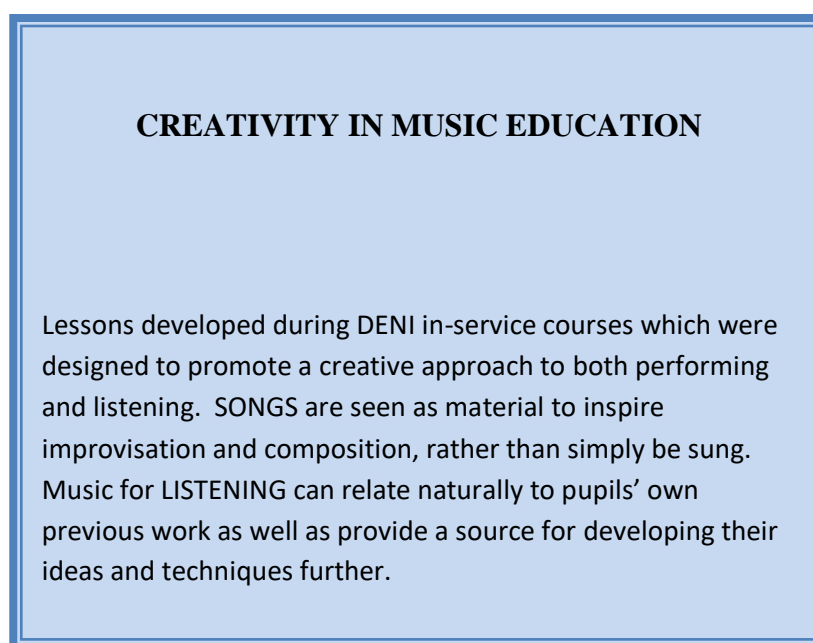 CREATIVITY IN MUSIC EDUCATION
Lessons developed during DENI in-service courses which were
designed to promote a creative approach to both performing
and listening.  SONGS are seen as material to inspire
improvisation and composition, rather than simply be sung.
Music for LISTENING can relate naturally to pupils’ own
previous work as well as provide a source for developing their
ideas and techniques further.